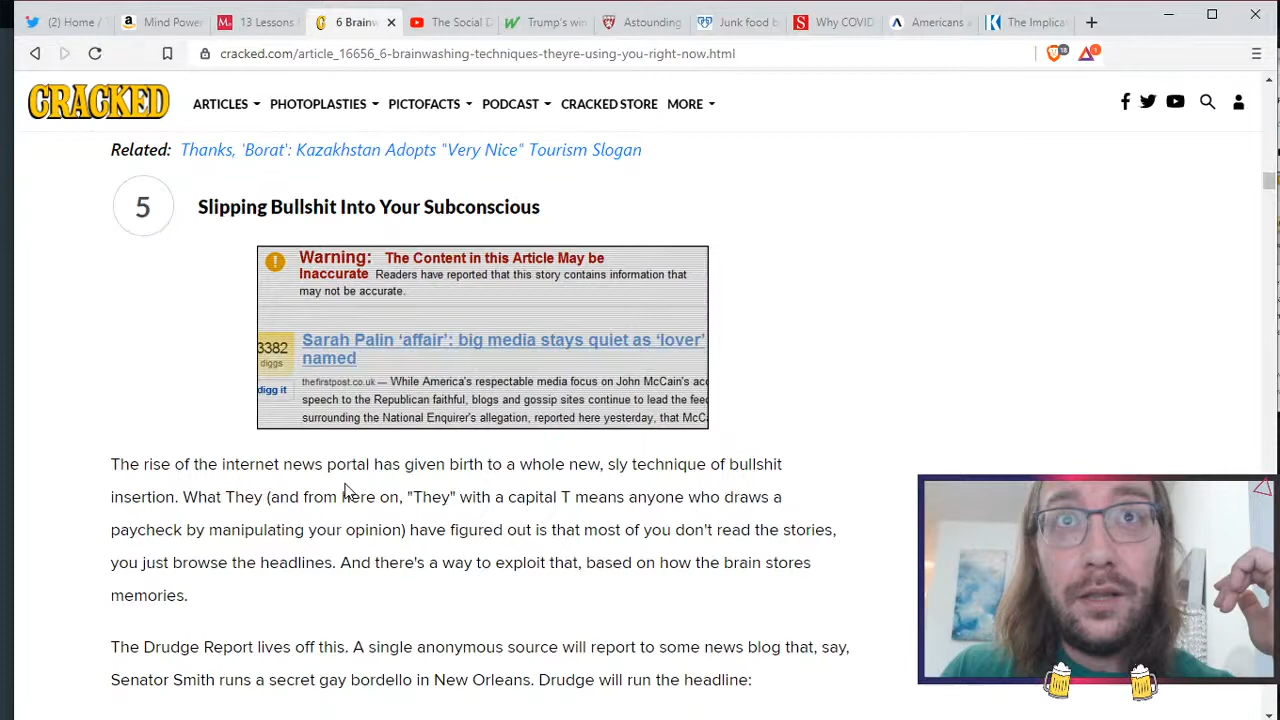 (2) Home /
Mind Power
13 Lessons
6 Brainw
The Social D
Trump's win
Astounding
Junk food b
Why COVID
Americans a
The Implica
cracked.com/article_16656_6-brainwashing-techniques-theyre-using-you-right-now.html
18
1
CRACKED
ARTICLES
PHOTOPLASTIES
PICTOFACTS
PODCAST
CRACKED STORE
MORE
Related: Thanks, 'Borat': Kazakhstan Adopts "Very Nice" Tourism Slogan
5
Slipping Bullshit Into Your Subconscious
Warning: The Content in this Article May be
Inaccurate Readers have reported that this story contains information that
may not be accurate.
3382
diggs
digg it
Sarah Palin 'affair': big media stays quiet as 'lover'
named
thefirstpost.co.uk — While America's respectable media focus on John McCain's acc
speech to the Republican faithful, blogs and gossip sites continue to lead the feed
surrounding the National Enquirer's allegation, reported here yesterday, that McCa
The rise of the internet news portal has given birth to a whole new, sly technique of bullshit
insertion. What They (and from here on, "They" with a capital T means anyone who draws a
paycheck by manipulating your opinion) have figured out is that most of you don't read the stories,
you just browse the headlines. And there's a way to exploit that, based on how the brain stores
memories.
The Drudge Report lives off this. A single anonymous source will report to some news blog that, say,
Senator Smith runs a secret gay bordello in New Orleans. Drudge will run the headline: